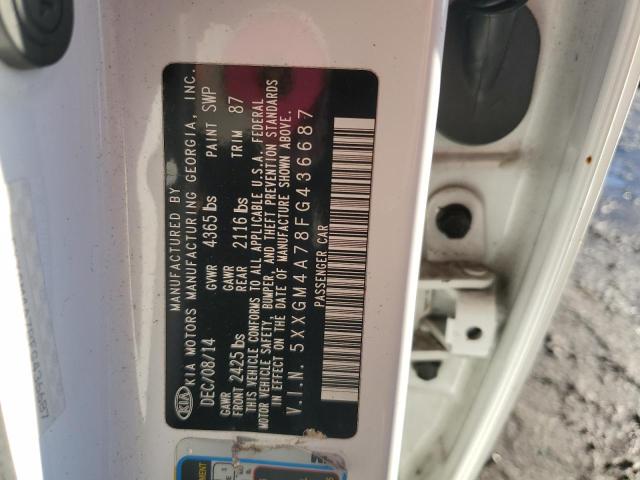 MANUFACTURED BY
KIA KIA MOTORS MANUFACTURING GEORGIA, INC.
DEC/08/14 GVWR 4365 lbs PAINT SWP
GAWR FRONT 2425 lbs GAWR REAR 2116 lbs TRIM 87
THIS VEHICLE CONFORMS TO ALL APPLICABLE U.S.A. FEDERAL
MOTOR VEHICLE SAFETY, BUMPER, AND THEFT PREVENTION STANDARDS
IN EFFECT ON THE DATE OF MANUFACTURE SHOWN ABOVE.
V.I.N. 5XXGM4A78FG436687
PASSENGER CAR